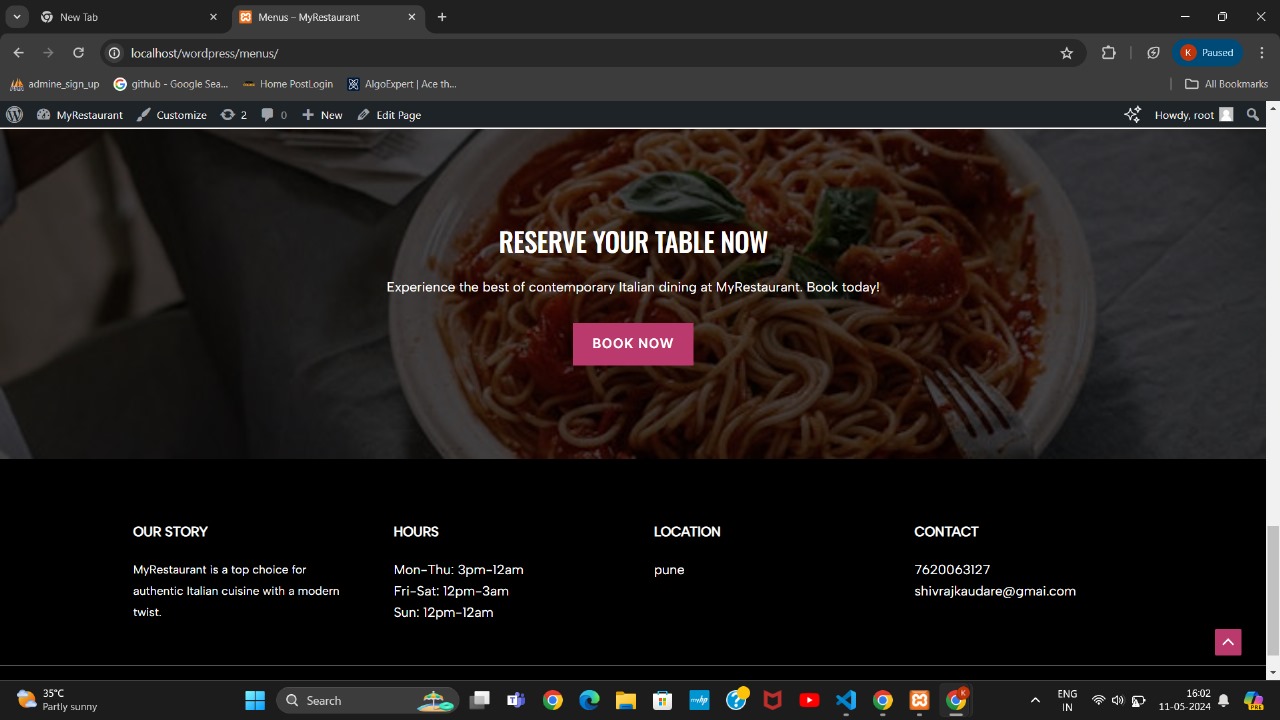 New Tab
Menus – MyRestaurant
localhost/wordpress/menus/
K Paused
admine_sign_up
github - Google Sea...
Home PostLogin
AlgoExpert | Ace th...
All Bookmarks
MyRestaurant
Customize
2
0
New
Edit Page
Howdy, root
RESERVE YOUR TABLE NOW
Experience the best of contemporary Italian dining at MyRestaurant. Book today!
BOOK NOW
OUR STORY
MyRestaurant is a top choice for
authentic Italian cuisine with a modern
twist.
HOURS
Mon-Thu: 3pm-12am
Fri-Sat: 12pm-3am
Sun: 12pm-12am
LOCATION
pune
CONTACT
7620063127
shivrajkaudare@gmai.com
35°C
Partly sunny
Search
ENG
IN
16:02
11-05-2024